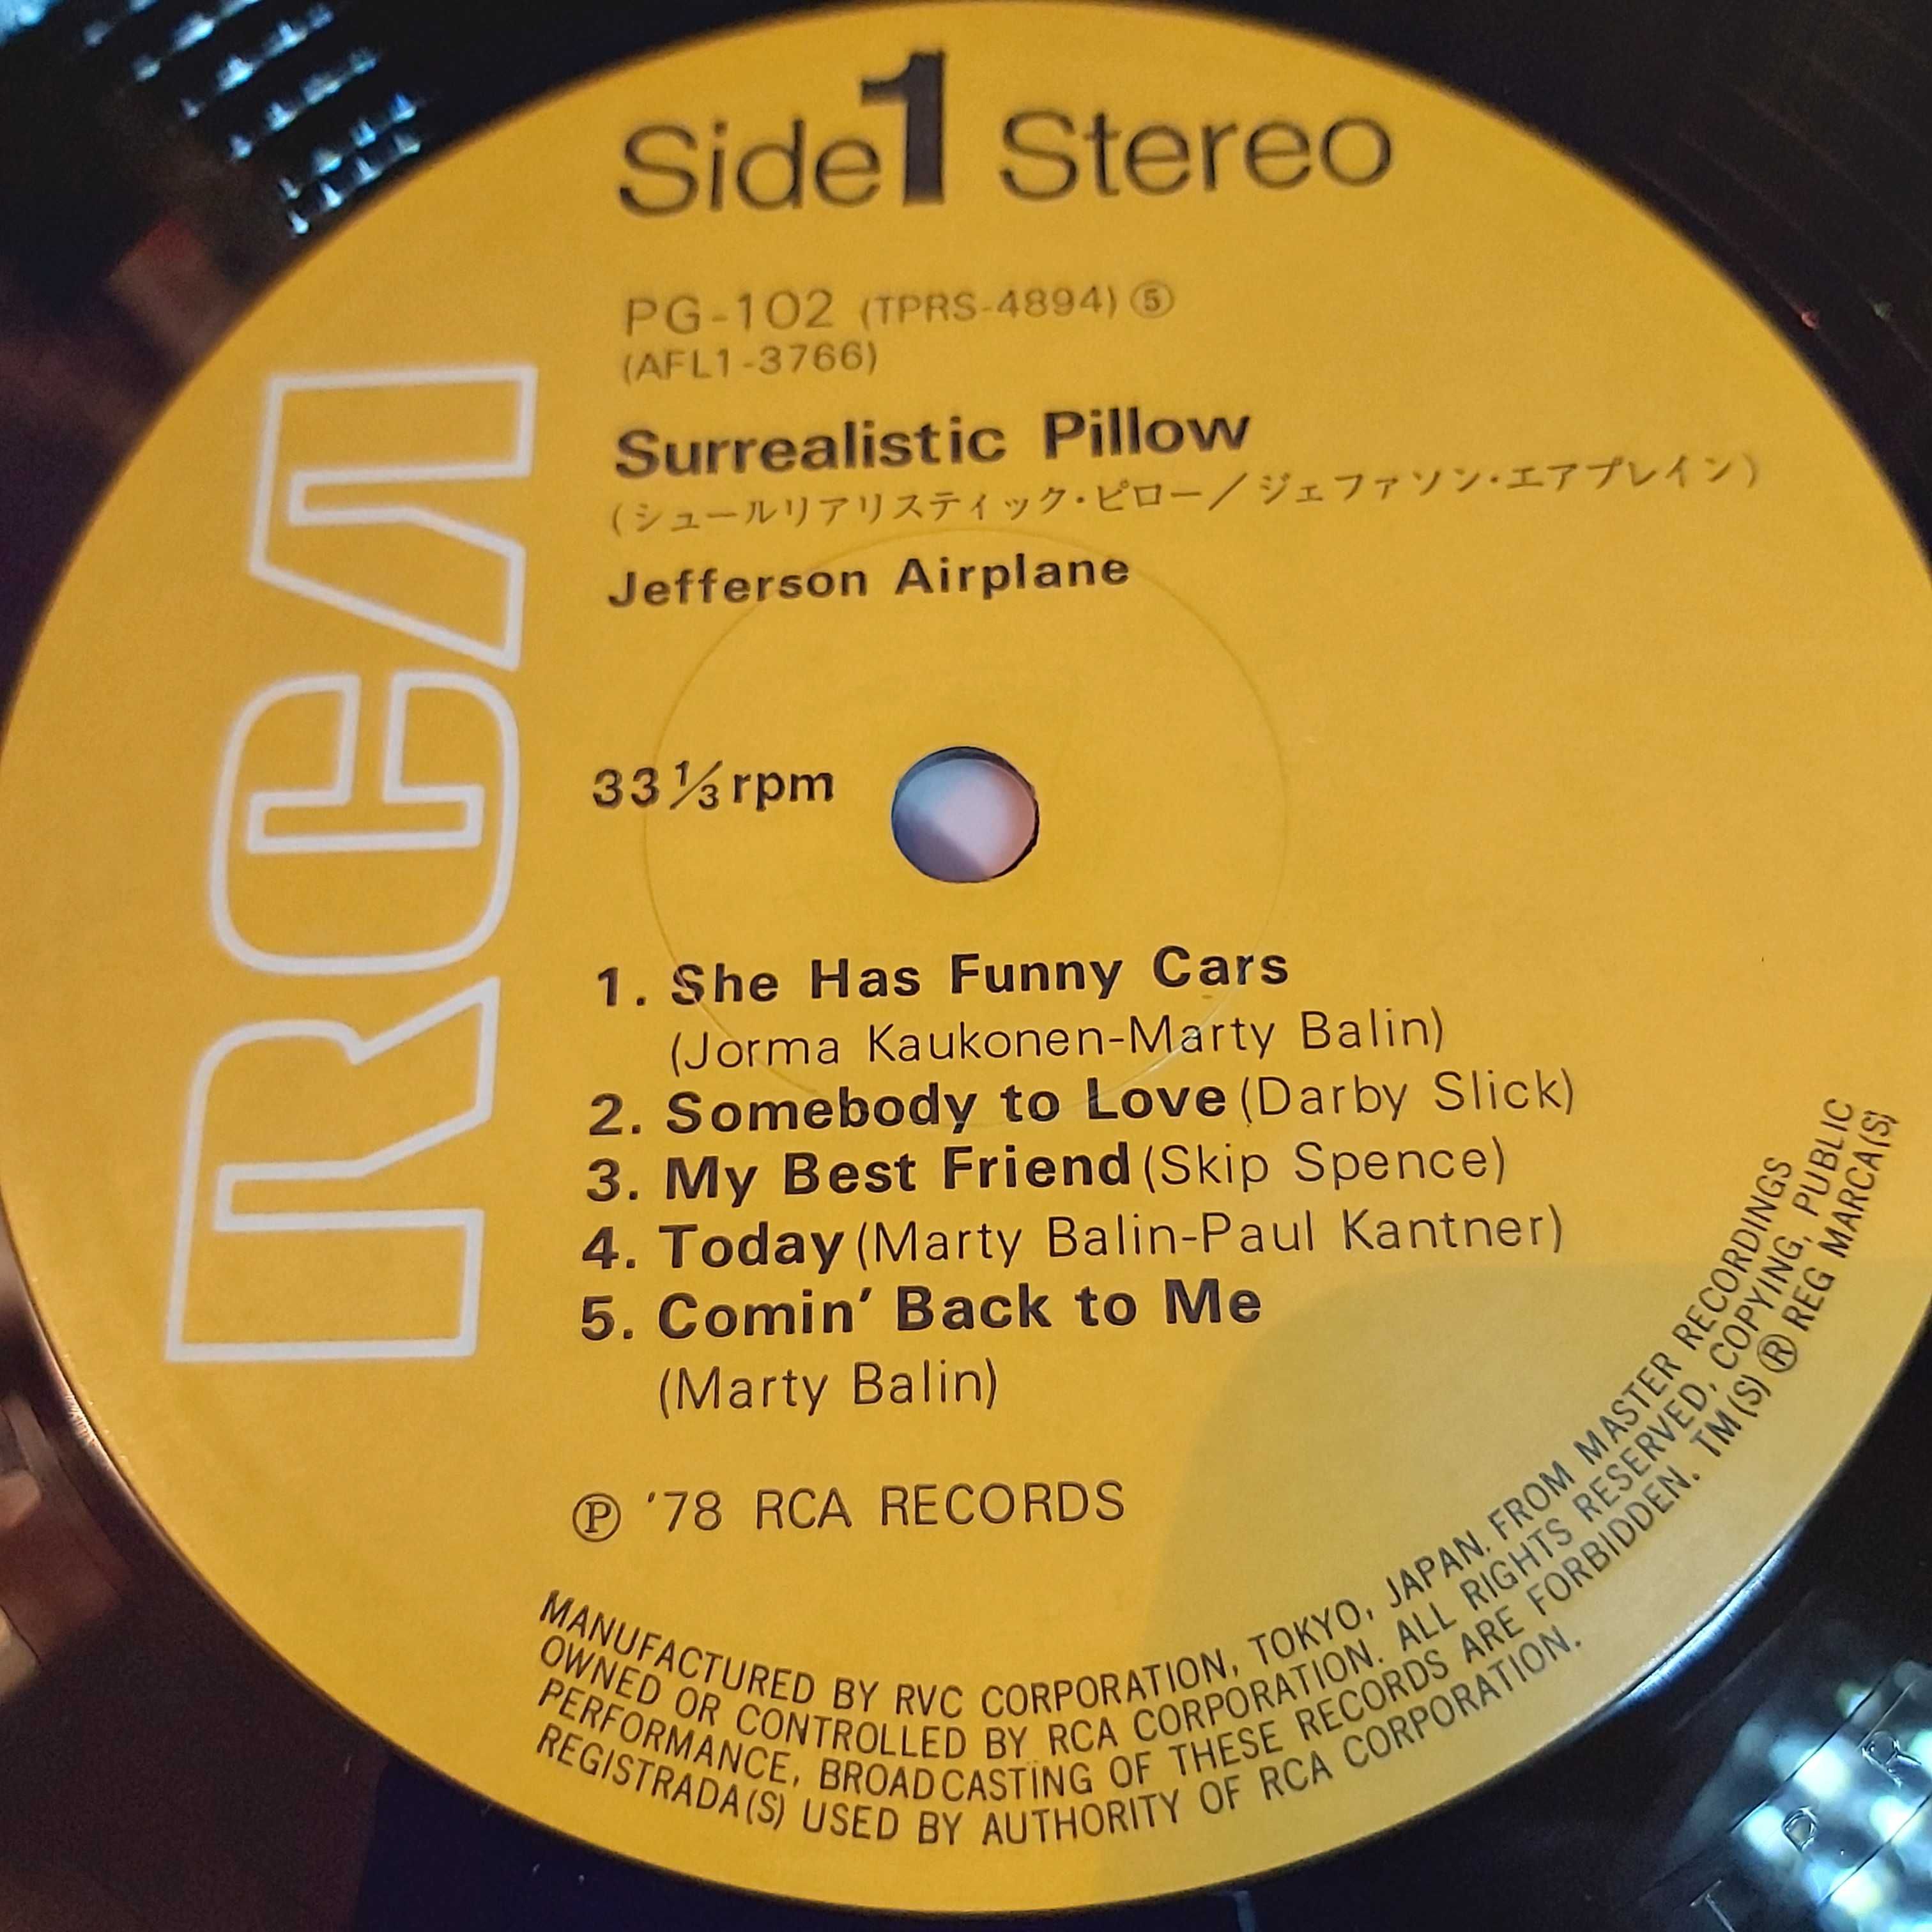 Side 1 Stereo
PG-102 (TPRS-4894) ⑤
(AFL1-3766)
Surrealistic Pillow
(シュールリアリスティック・ピロー／ジェファソン・エアプレイン)
Jefferson Airplane
RCA
33 1/3 rpm
1. She Has Funny Cars
(Jorma Kaukonen-Marty Balin)
2. Somebody to Love (Darby Slick)
3. My Best Friend (Skip Spence)
4. Today (Marty Balin-Paul Kantner)
5. Comin' Back to Me
(Marty Balin)
Ⓟ '78 RCA RECORDS
MANUFACTURED BY RVC CORPORATION, TOKYO, JAPAN. FROM MASTER RECORDINGS
OWNED OR CONTROLLED BY RCA CORPORATION. ALL RIGHTS RESERVED, COPYING, PUBLIC
PERFORMANCE, BROADCASTING OF THESE RECORDS ARE FORBIDDEN. TM(S) ® REG MARCA(S)
REGISTRADA(S) USED BY AUTHORITY OF RCA CORPORATION.
T P R